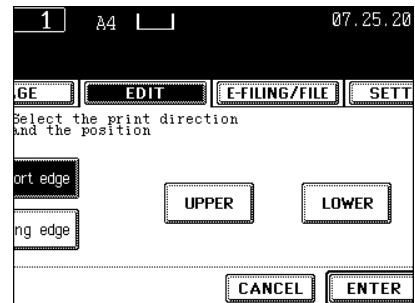 1 A4 07.25.20
.GE EDIT E-FILING/FILE SETT
Select the print direction
and the position
ort edge
UPPER LOWER
ng edge
CANCEL ENTER